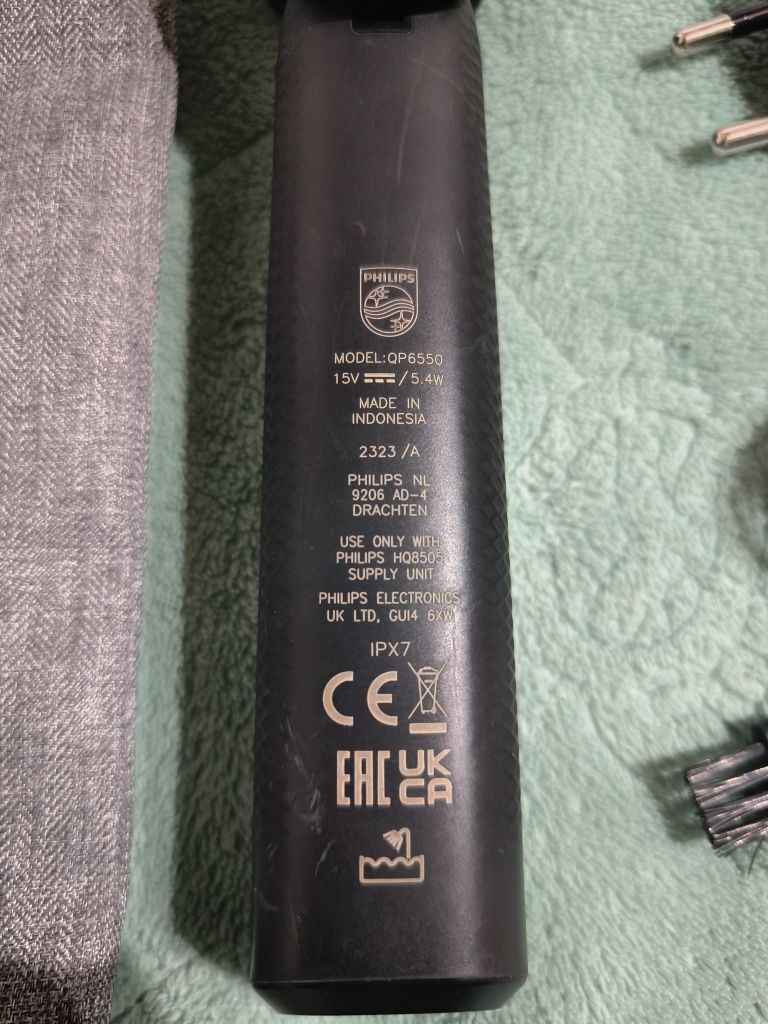 PHILIPS
MODEL:QP6550
15V ⎓ / 5.4W
MADE IN
INDONESIA
2323 /A
PHILIPS NL
9206 AD-4
DRACHTEN
USE ONLY WITH
PHILIPS HQ8505
SUPPLY UNIT
PHILIPS ELECTRONICS
UK LTD, GU14 6XW
IPX7
CE
EAC UK
CA